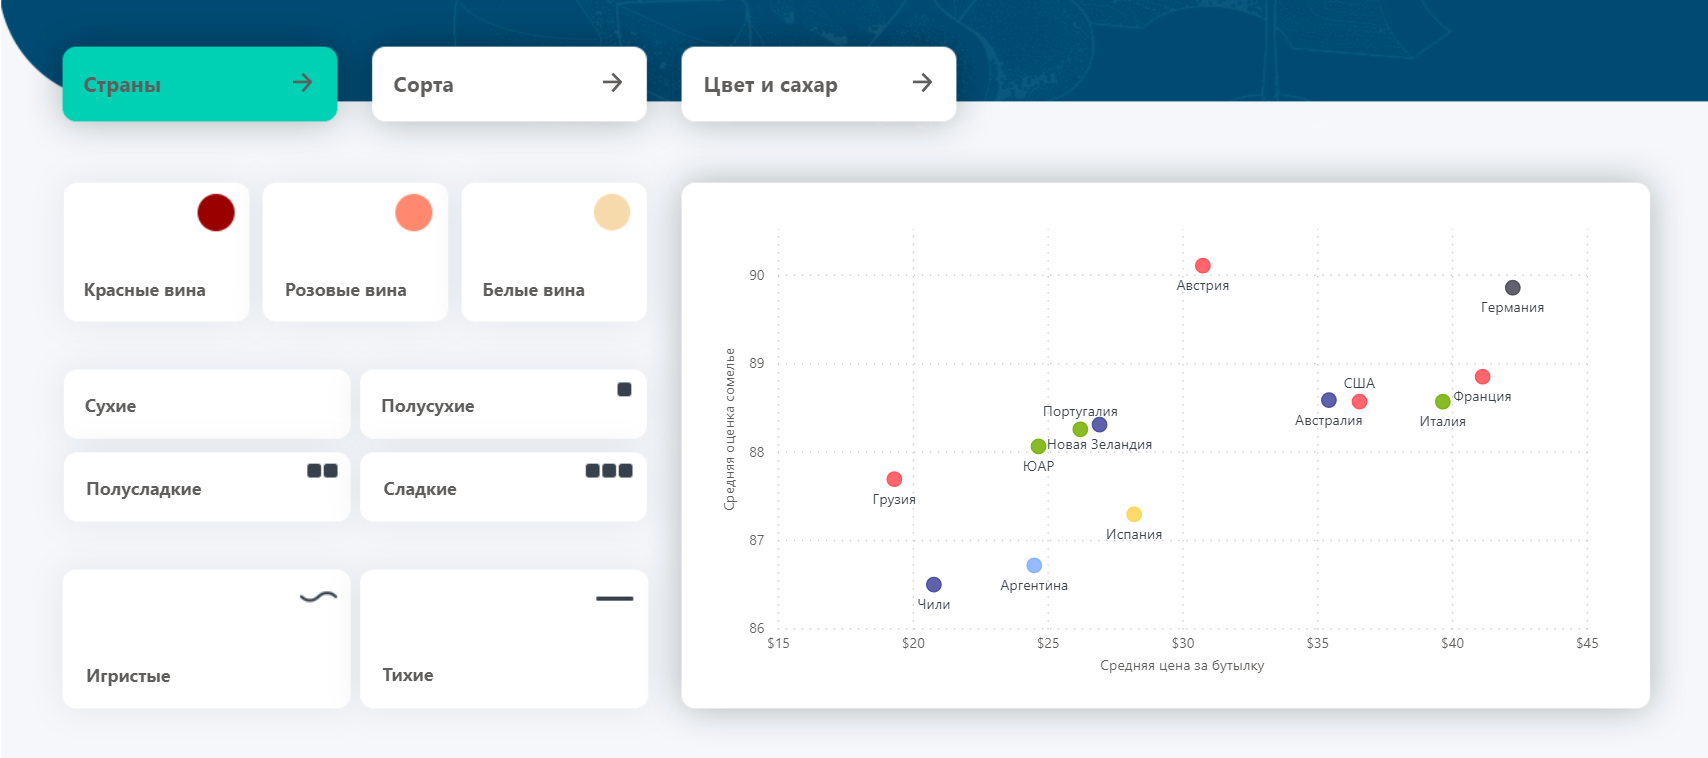 Страны
Сорта
Цвет и сахар
Красные вина
Розовые вина
Белые вина
Сухие
Полусухие
Полусладкие
Сладкие
Игристые
Тихие
Средняя оценка сомелье
90
89
88
87
86
Австрия
Германия
США
Франция
Австралия
Италия
Португалия
Новая Зеландия
ЮАР
Грузия
Испания
Аргентина
Чили
$15 $20 $25 $30 $35 $40 $45
Средняя цена за бутылку